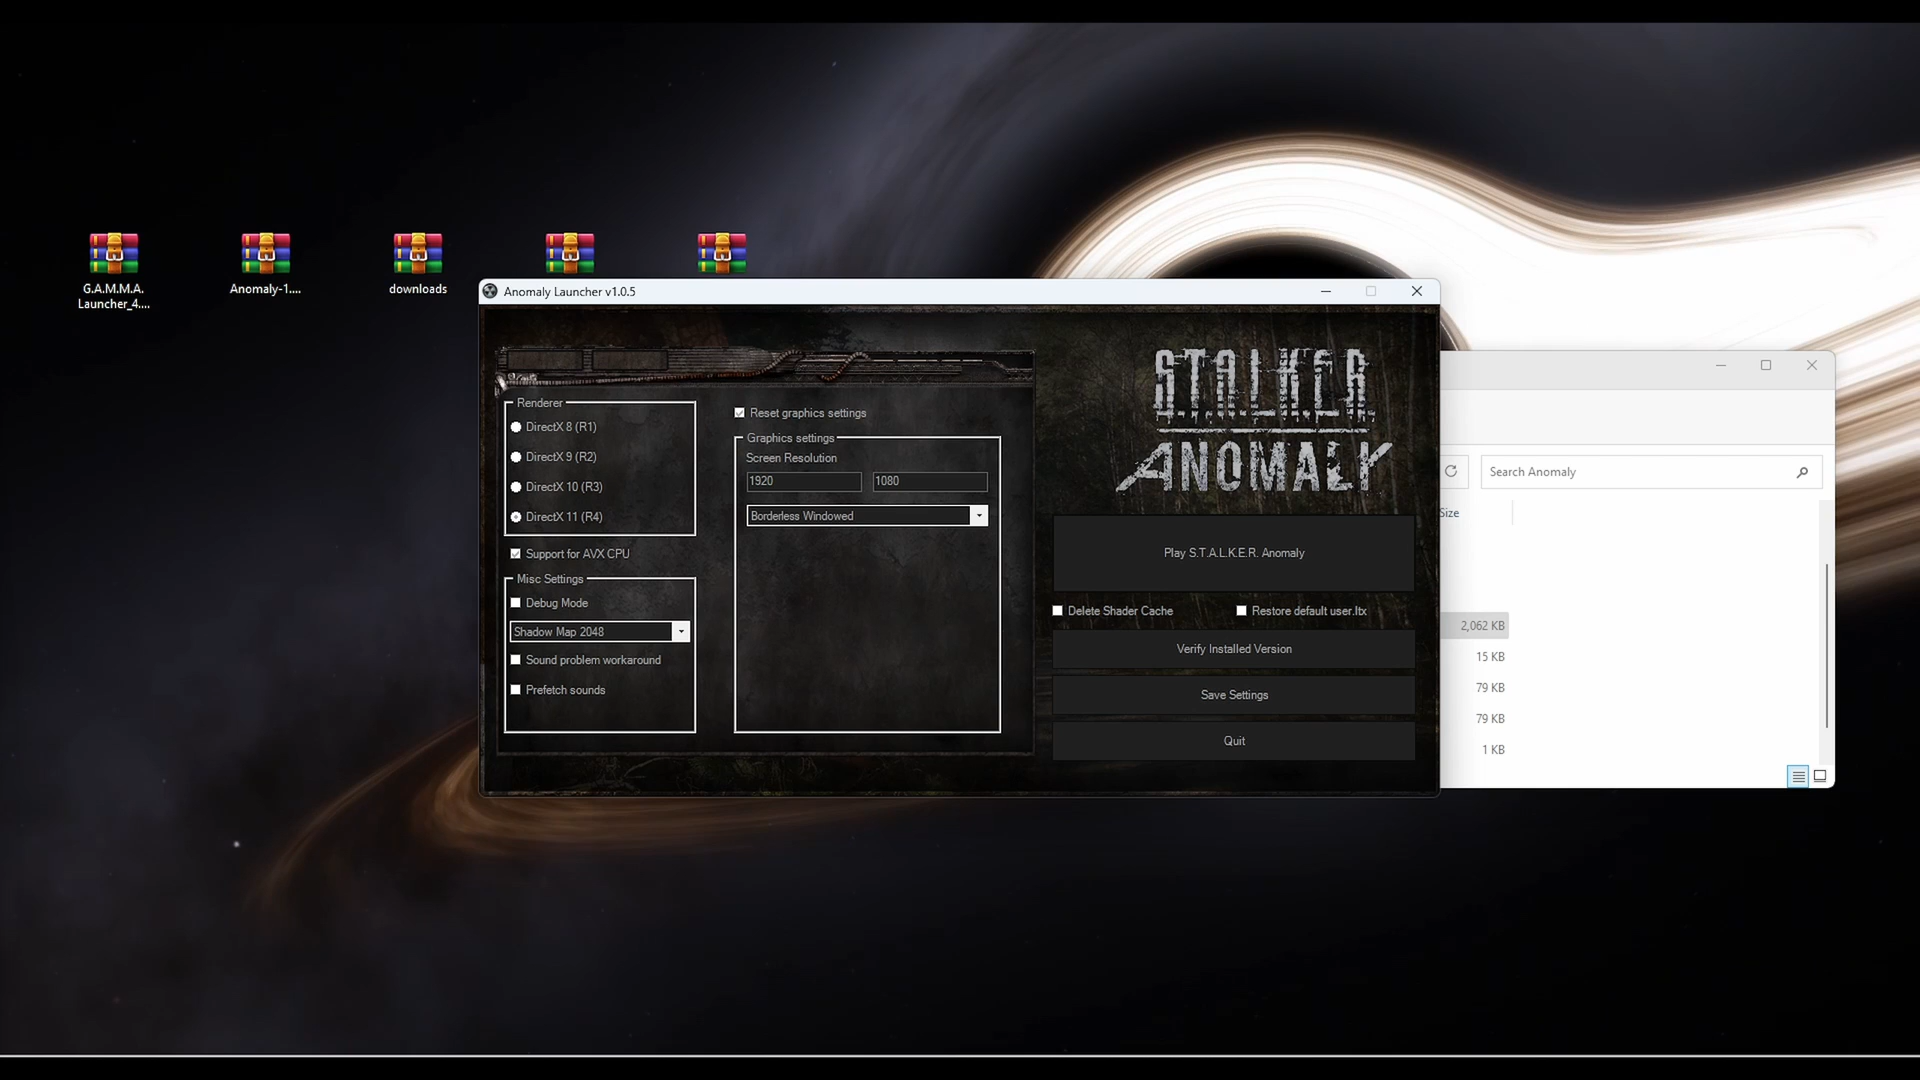 G.A.M.M.A.
Launcher_4....
Anomaly-1....
downloads
Anomaly Launcher v1.0.5
S.T.A.L.K.E.R.
ANOMALY
Renderer
DirectX 8 (R1)
DirectX 9 (R2)
DirectX 10 (R3)
DirectX 11 (R4)
Support for AVX CPU
Misc Settings
Debug Mode
Shadow Map 2048
Sound problem workaround
Prefetch sounds
Reset graphics settings
Graphics settings
Screen Resolution
1920
1080
Borderless Windowed
Play S.T.A.L.K.E.R. Anomaly
Delete Shader Cache
Restore default user.ltx
Verify Installed Version
Save Settings
Quit
Search Anomaly
Size
2,062 KB
15 KB
79 KB
79 KB
1 KB